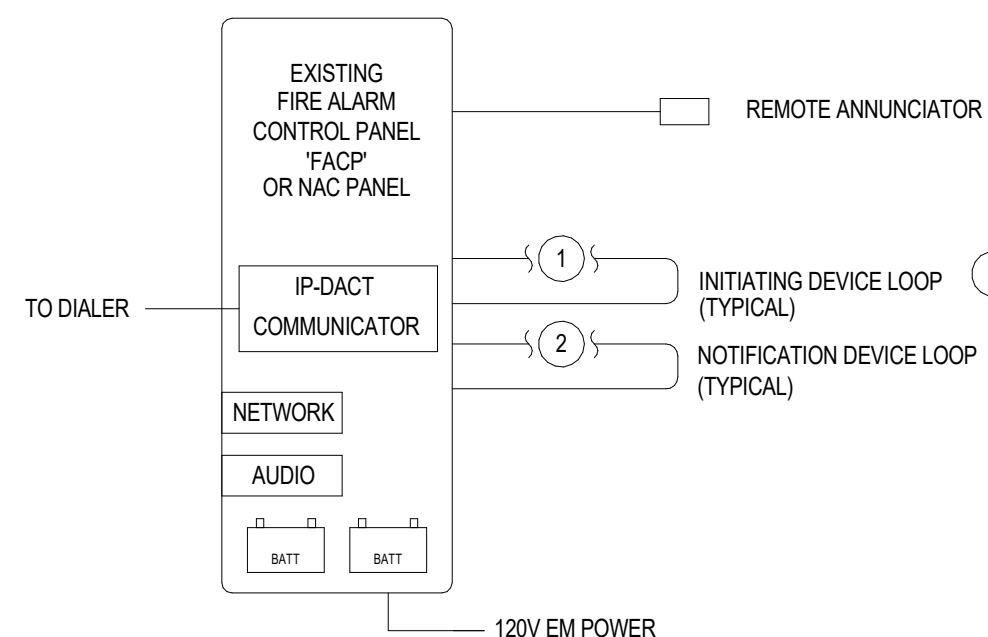 EXISTING
FIRE ALARM
CONTROL PANEL
'FACP'
OR NAC PANEL
REMOTE ANNUNCIATOR
1
INITIATING DEVICE LOOP
(TYPICAL)
IP-DACT
COMMUNICATOR
TO DIALER
2
NOTIFICATION DEVICE LOOP
(TYPICAL)
NETWORK
AUDIO
BATT
BATT
120V EM POWER